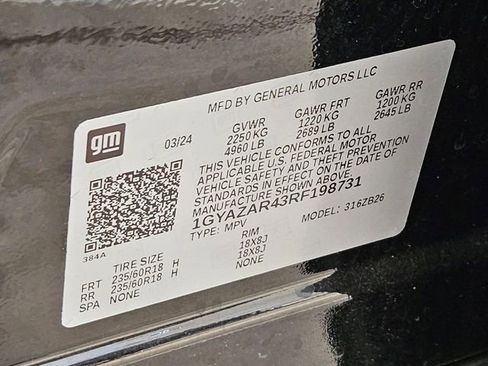 gm
MFD BY GENERAL MOTORS LLC
03/24
GVWR GAWR FRT GAWR RR
2250 KG 1220 KG 1200 KG
4960 LB 2689 LB 2645 LB
THIS VEHICLE CONFORMS TO ALL
APPLICABLE U.S. FEDERAL MOTOR
VEHICLE SAFETY AND THEFT PREVENTION
STANDARDS IN EFFECT ON THE DATE OF
MANUFACTURE SHOWN ABOVE.
1GYAZAR43RF198731
TYPE: MPV MODEL: 316ZB26
384A
TIRE SIZE RIM
FRT 235/60R18 H 18X8J
RR 235/60R18 H 18X8J
SPA NONE NONE